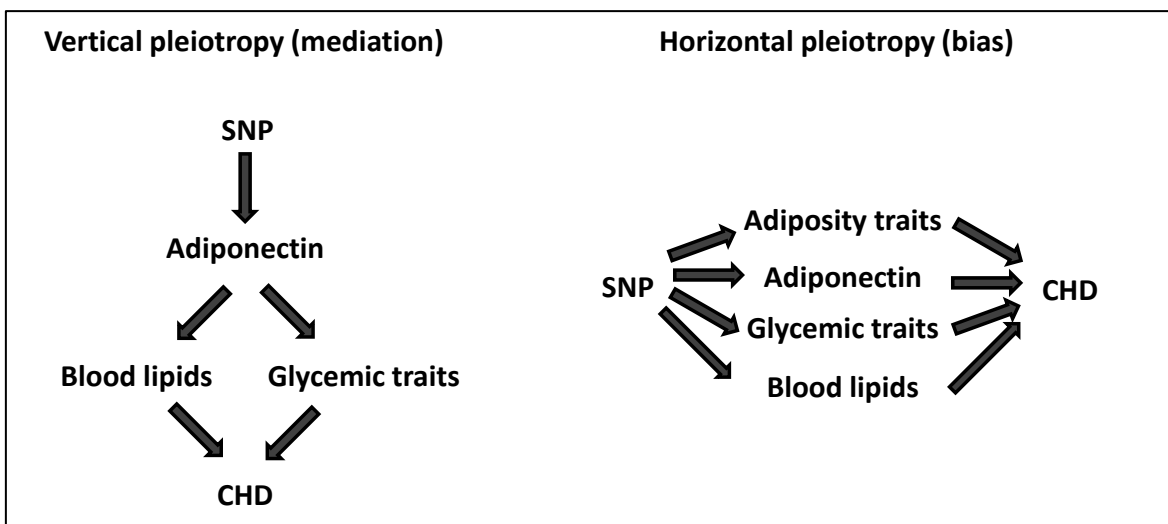 Vertical pleiotropy (mediation)
SNP
Adiponectin
Blood lipids
Glycemic traits
CHD
Horizontal pleiotropy (bias)
Adiposity traits
SNP
Adiponectin
CHD
Glycemic traits
Blood lipids